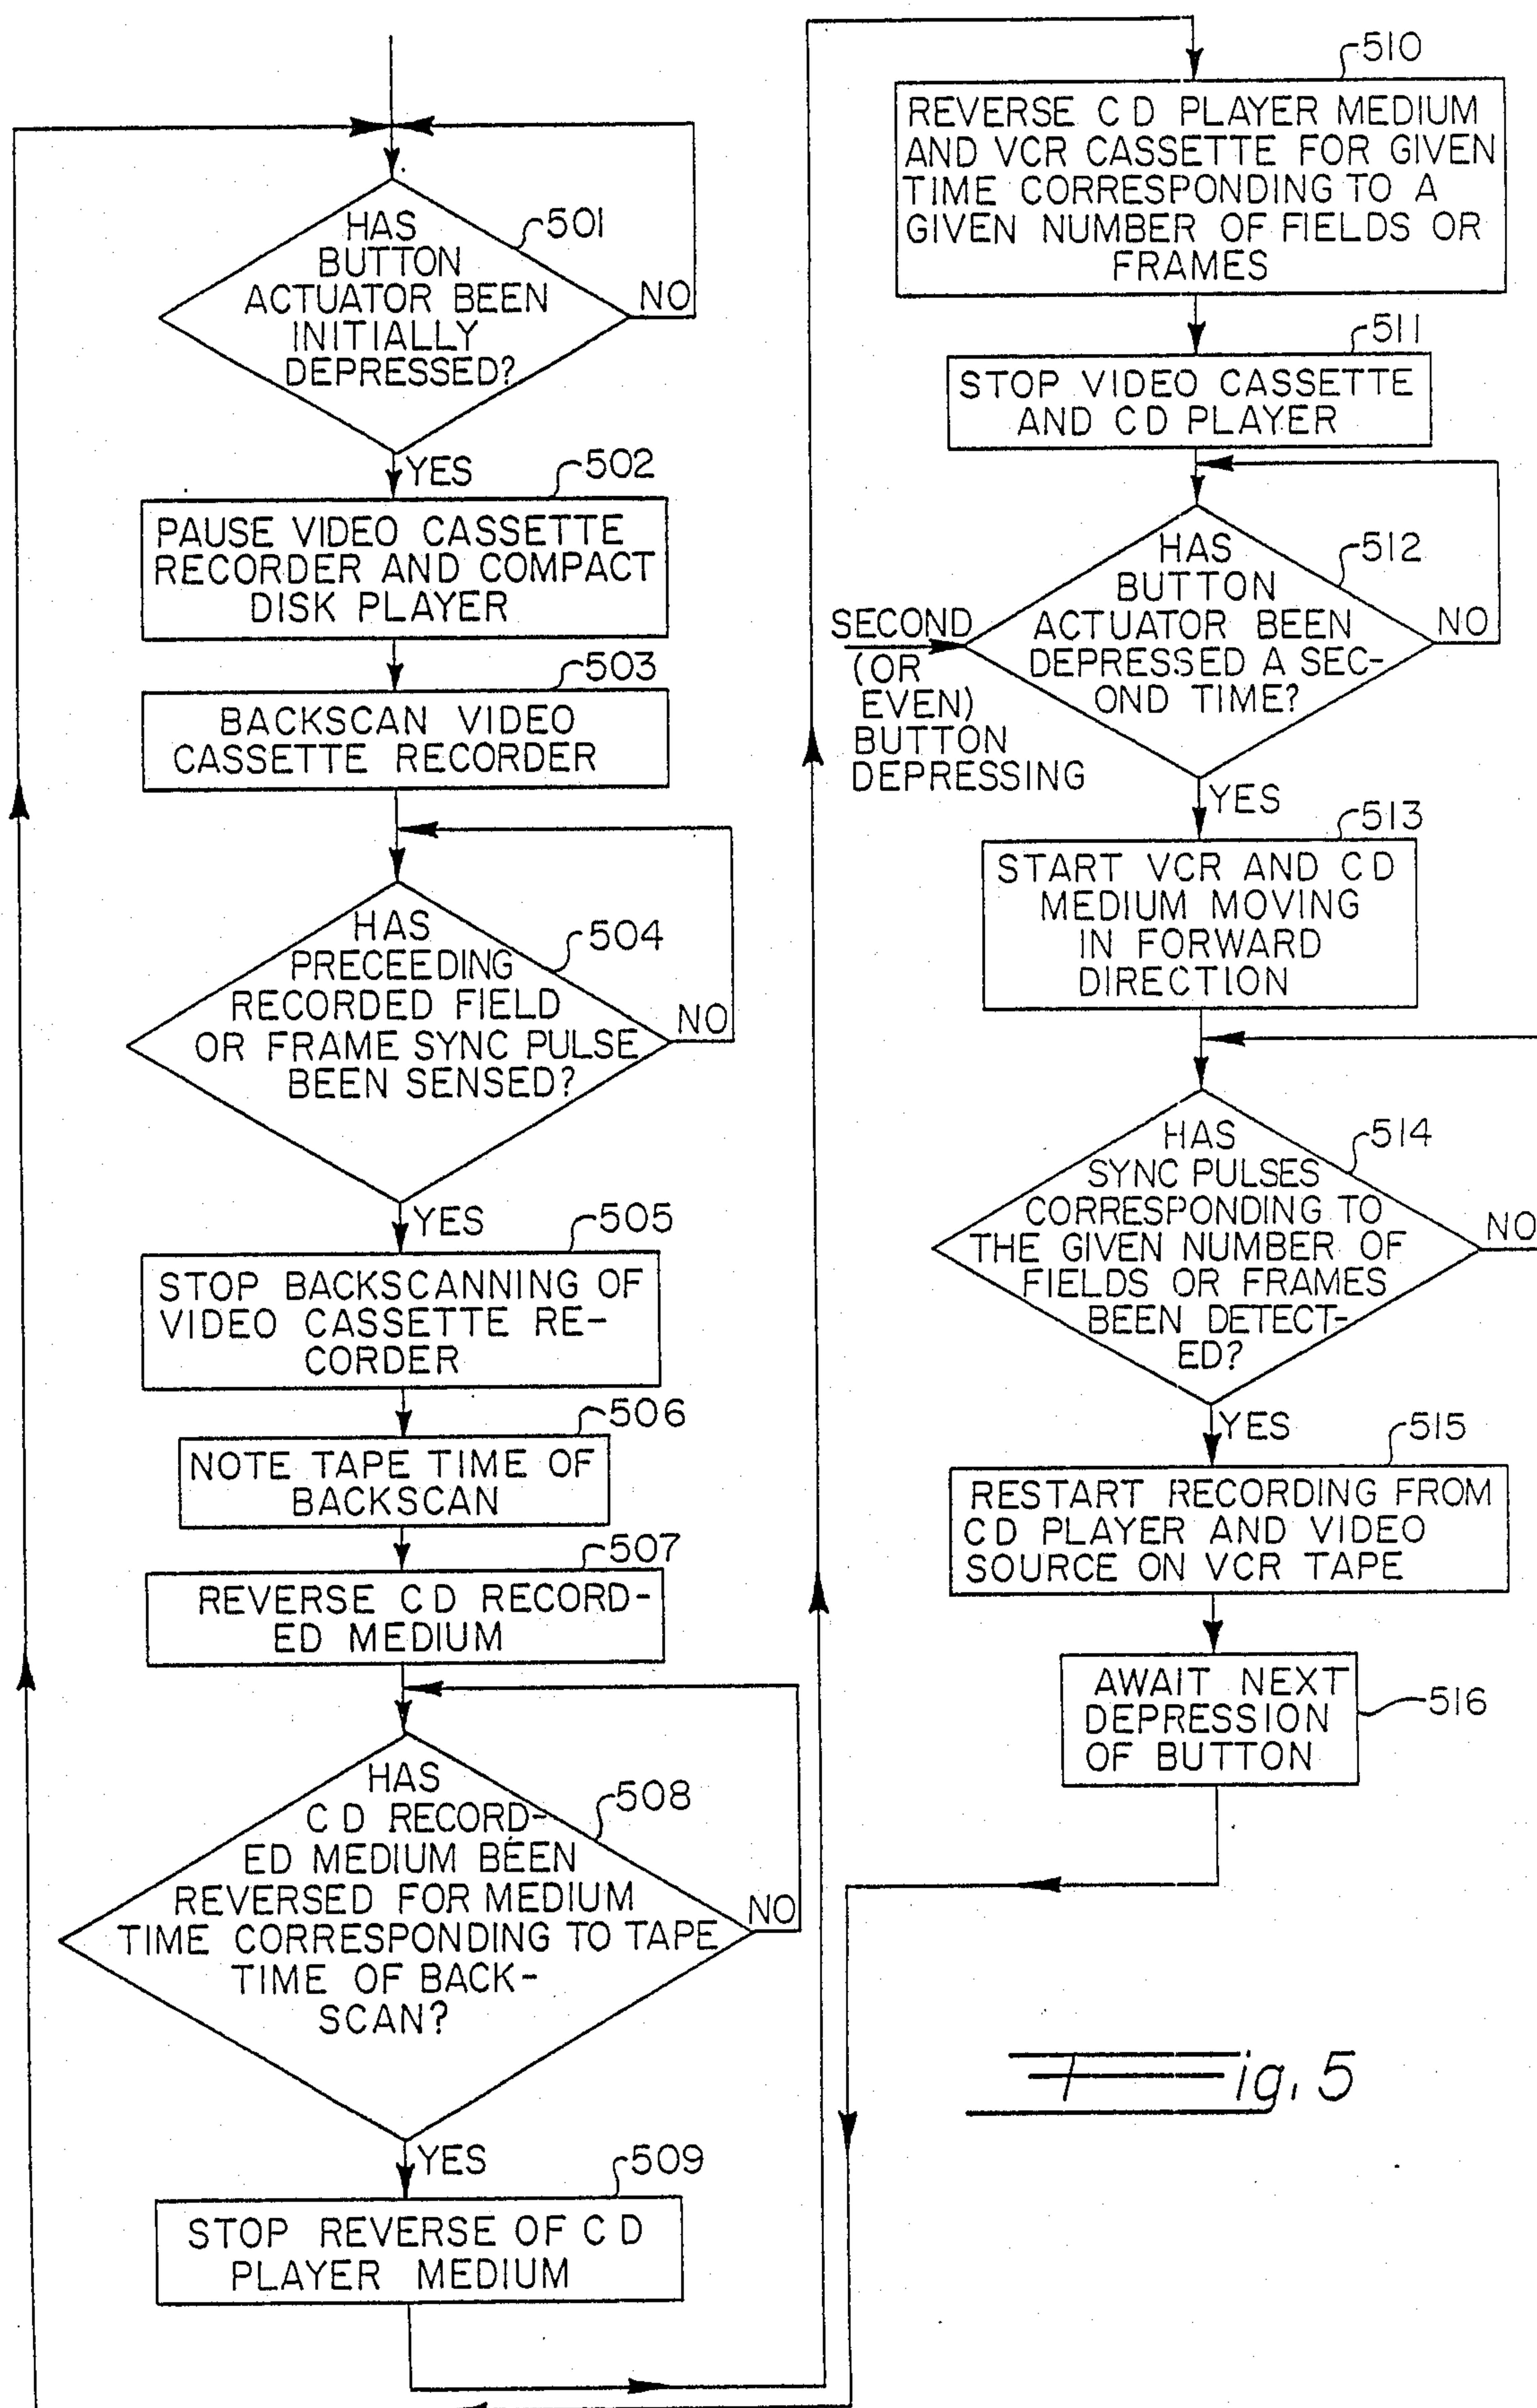 501
HAS
BUTTON
ACTUATOR BEEN
INITIALLY
DEPRESSED?
NO
YES
502
PAUSE VIDEO CASSETTE
RECORDER AND COMPACT
DISK PLAYER
503
BACKSCAN VIDEO
CASSETTE RECORDER
504
HAS
PRECEEDING
RECORDED FIELD
OR FRAME SYNC PULSE
BEEN SENSED?
NO
YES
505
STOP BACKSCANNING OF
VIDEO CASSETTE RE-
CORDER
506
NOTE TAPE TIME OF
BACKSCAN
507
REVERSE CD RECORD-
ED MEDIUM
508
HAS
CD RECORD-
ED MEDIUM BEEN
REVERSED FOR MEDIUM
TIME CORRESPONDING TO TAPE
TIME OF BACK-
SCAN?
NO
YES
509
STOP REVERSE OF CD
PLAYER MEDIUM
510
REVERSE CD PLAYER MEDIUM
AND VCR CASSETTE FOR GIVEN
TIME CORRESPONDING TO A
GIVEN NUMBER OF FIELDS OR
FRAMES
511
STOP VIDEO CASSETTE
AND CD PLAYER
512
HAS
BUTTON
ACTUATOR BEEN
DEPRESSED A SEC-
OND TIME?
NO
SECOND
(OR
EVEN)
BUTTON
DEPRESSING
YES
513
START VCR AND CD
MEDIUM MOVING
IN FORWARD
DIRECTION
514
HAS
SYNC PULSES
CORRESPONDING TO
THE GIVEN NUMBER OF
FIELDS OR FRAMES
BEEN DETECT-
ED?
NO
YES
515
RESTART RECORDING FROM
CD PLAYER AND VIDEO
SOURCE ON VCR TAPE
AWAIT NEXT
DEPRESSION
OF BUTTON
516
Fig. 5